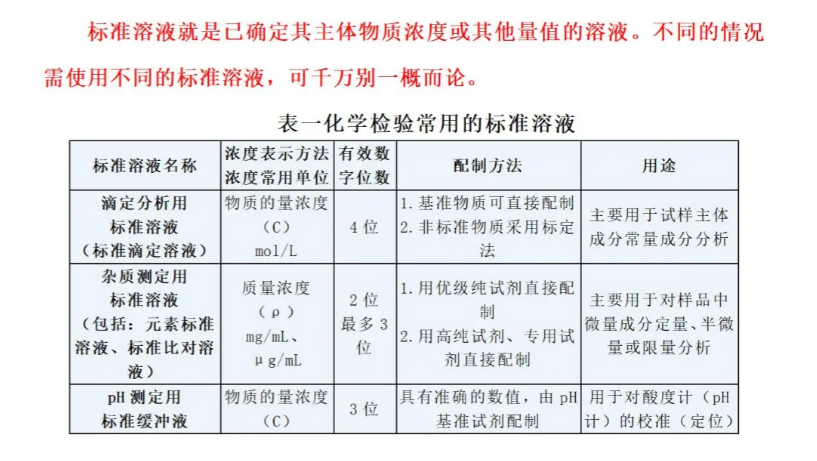 标准溶液就是已确定其主体物质浓度或其他量值的溶液。不同的情况
需使用不同的标准溶液，可千万别一概而论。
表一化学检验常用的标准溶液
标准溶液名称
浓度表示方法
浓度常用单位
有效数
字位数
配制方法
用途
滴定分析用
标准溶液
（标准滴定溶液）
物质的量浓度
（C）
mol/L
4 位
1. 基准物质可直接配制
2. 非标准物质采用标定
法
主要用于试样主体
成分常量成分分析
杂质测定用
标准溶液
（包括：元素标准
溶液、标准比对溶
液）
质量浓度
（ρ）
mg/mL、
μg/mL
2 位
最多 3
位
1. 用优级纯试剂直接配
制
2. 用高纯试剂、专用试
剂直接配制
主要用于对样品中
微量成分定量、半微
量或限量分析
pH 测定用
标准缓冲液
物质的量浓度
（C）
3 位
具有准确的数值，由 pH
基准试剂配制
用于对酸度计（pH
计）的校准（定位）